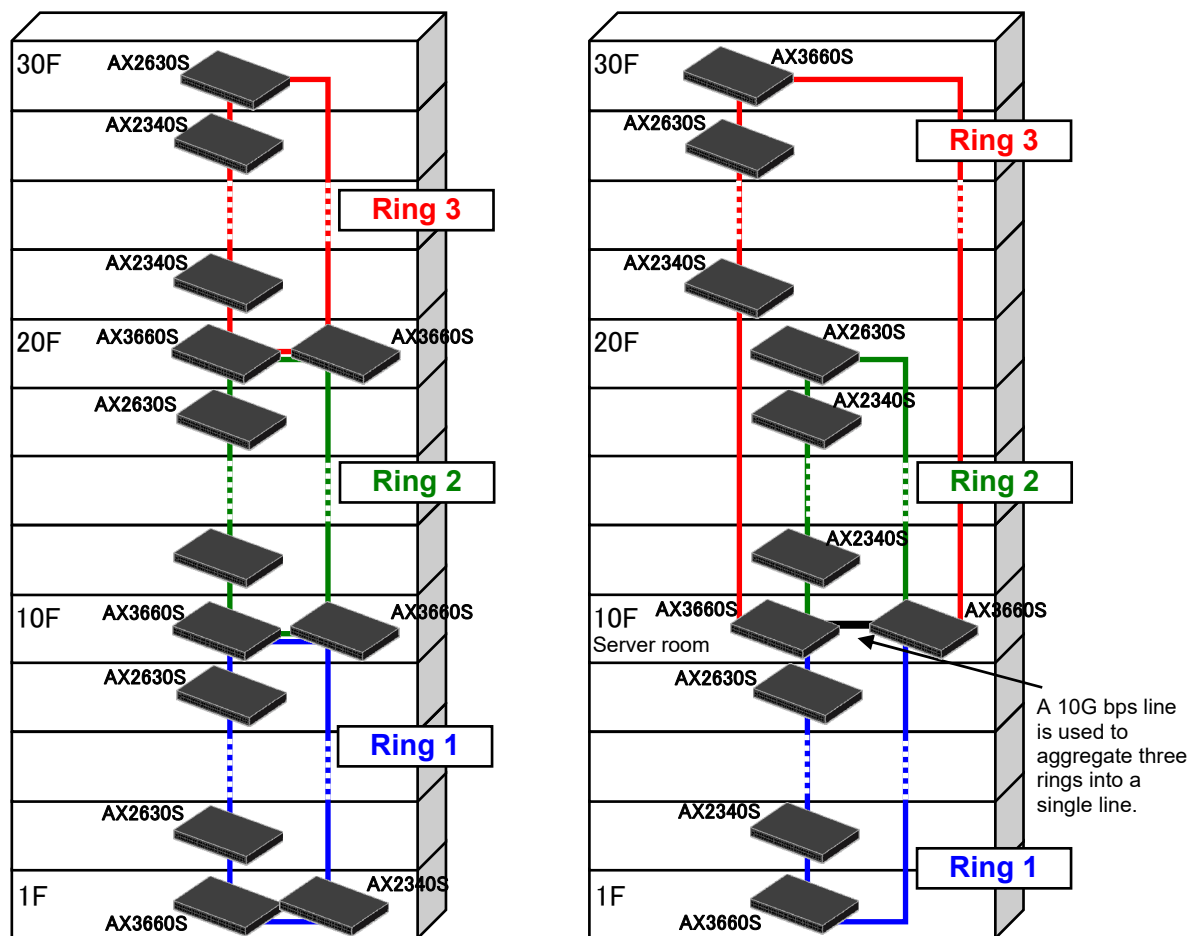 30F
AX2630S
AX2340S
Ring 3
AX2340S
20F
AX3660S
AX3660S
AX2630S
Ring 2
10F
AX3660S
AX3660S
AX2630S
Ring 1
AX2630S
1F
AX2340S
AX3660S
30F
AX3660S
AX2630S
Ring 3
AX2340S
20F
AX2630S
AX2340S
Ring 2
AX2340S
10F
AX3660S
AX3660S
Server room
AX2630S
A 10G bps line
is used to
aggregate three
rings into a
single line.
AX2340S
Ring 1
1F
AX3660S